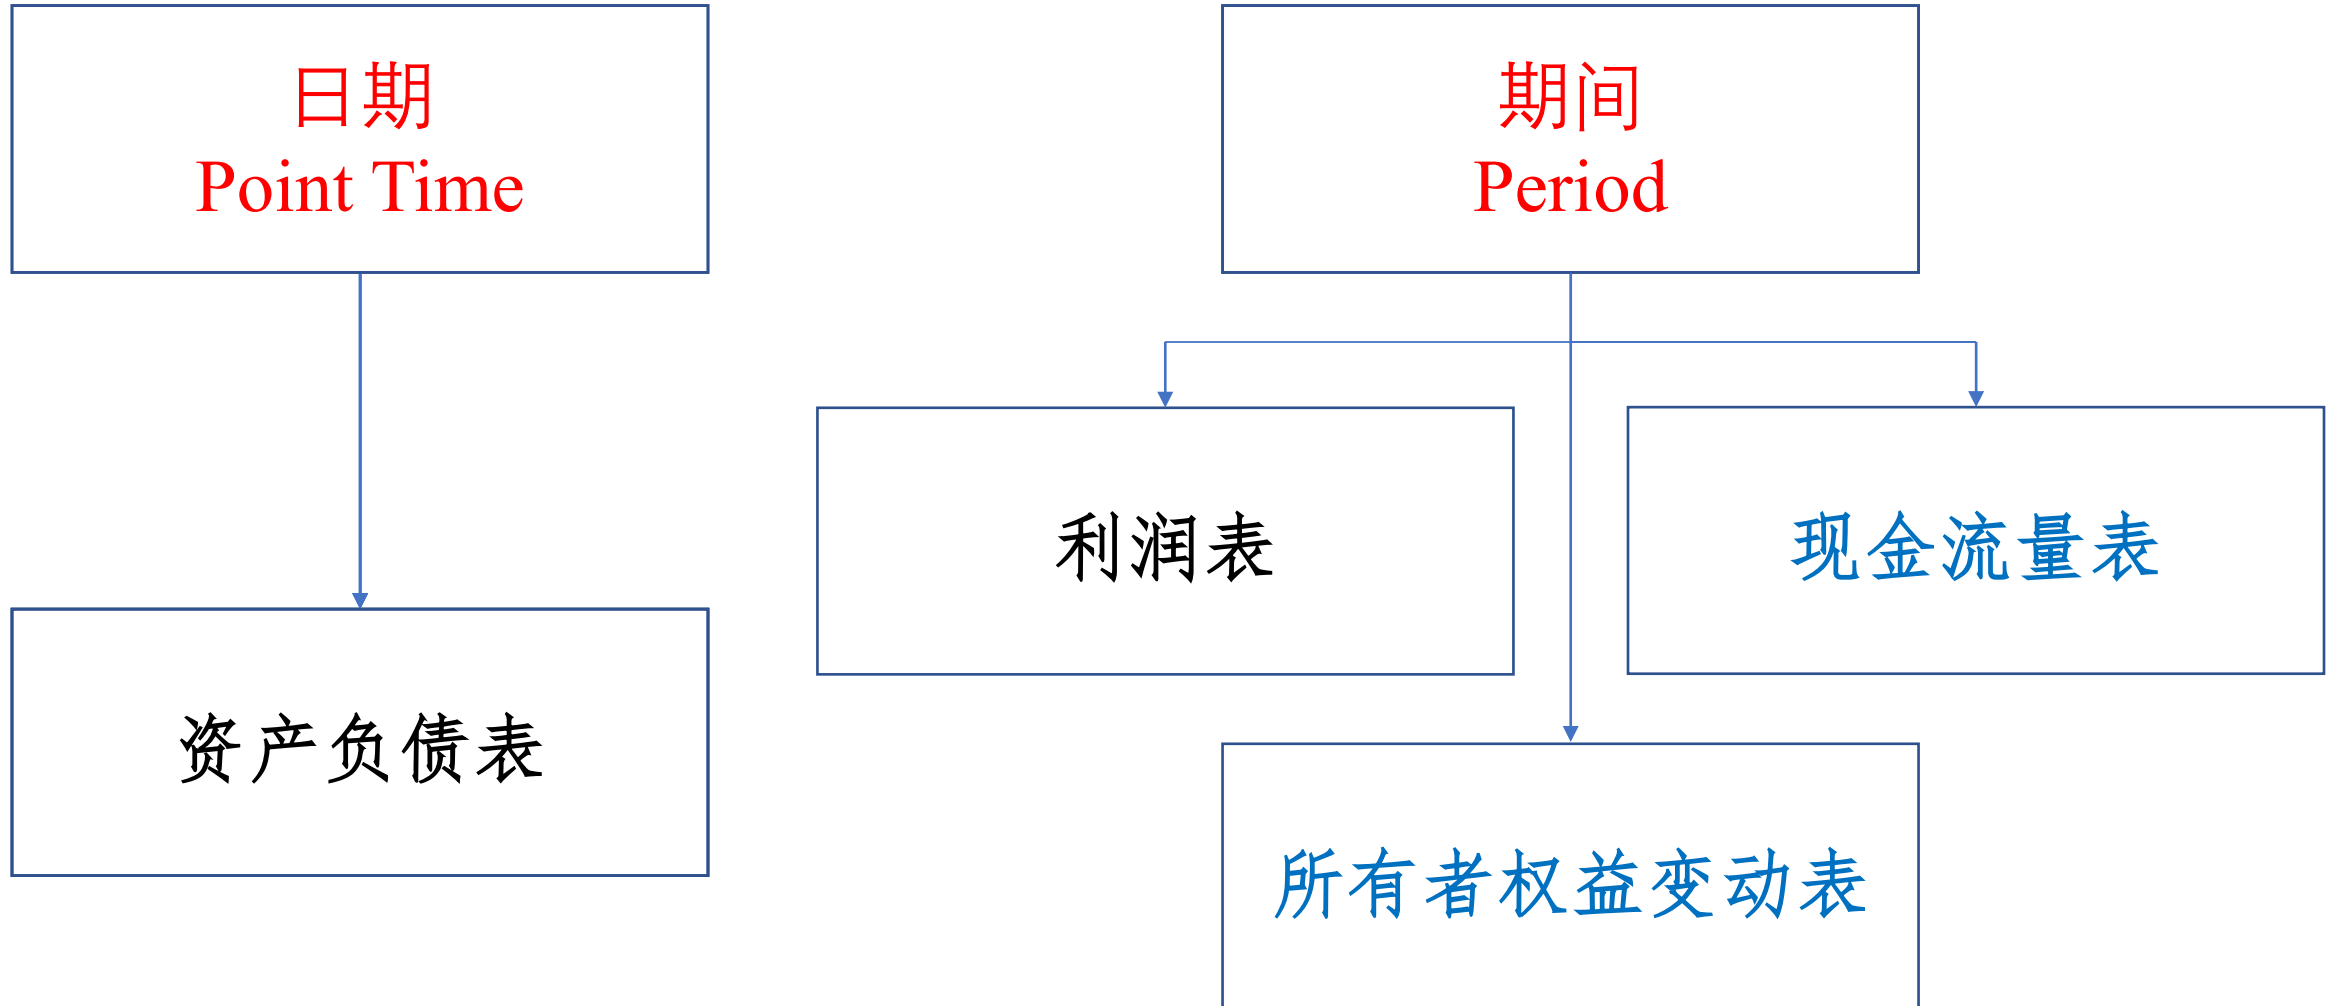 日期
Point Time
期间
Period
利润表
现金流量表
资产负债表
所有者权益变动表